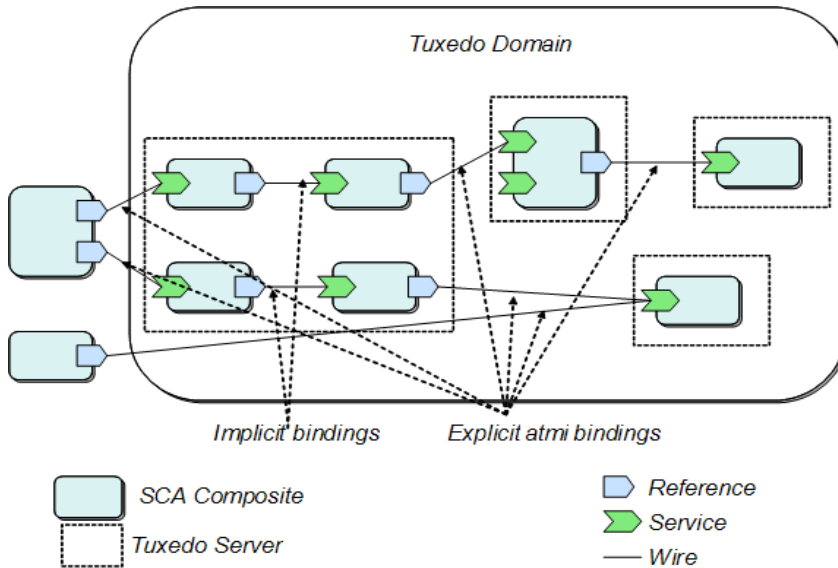 Tuxedo Domain
Implicit bindings
Explicit atmi bindings
SCA Composite
Tuxedo Server
Reference
Service
Wire